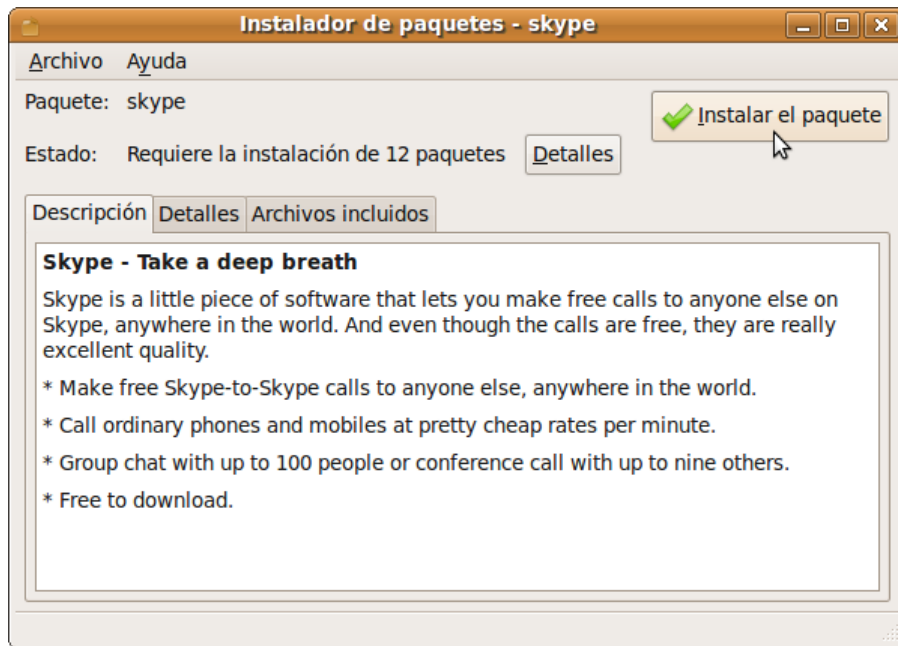 Instalador de paquetes - skype
Archivo Ayuda
Paquete: skype
Instalar el paquete
Estado: Requiere la instalación de 12 paquetes Detalles
Descripción Detalles Archivos incluidos
Skype - Take a deep breath
Skype is a little piece of software that lets you make free calls to anyone else on
Skype, anywhere in the world. And even though the calls are free, they are really
excellent quality.
* Make free Skype-to-Skype calls to anyone else, anywhere in the world.
* Call ordinary phones and mobiles at pretty cheap rates per minute.
* Group chat with up to 100 people or conference call with up to nine others.
* Free to download.